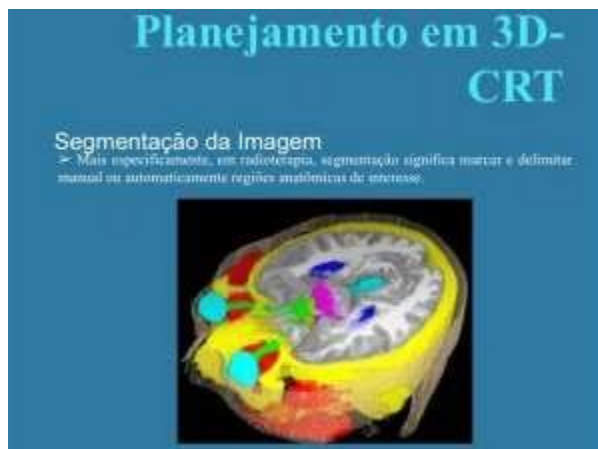 Planejamento em 3D-
CRT
Segmentação da Imagem
➢ Mais especificamente, em radioterapia, segmentação significa marcar e delimitar
manual ou automaticamente regiões anatômicas de interesse.